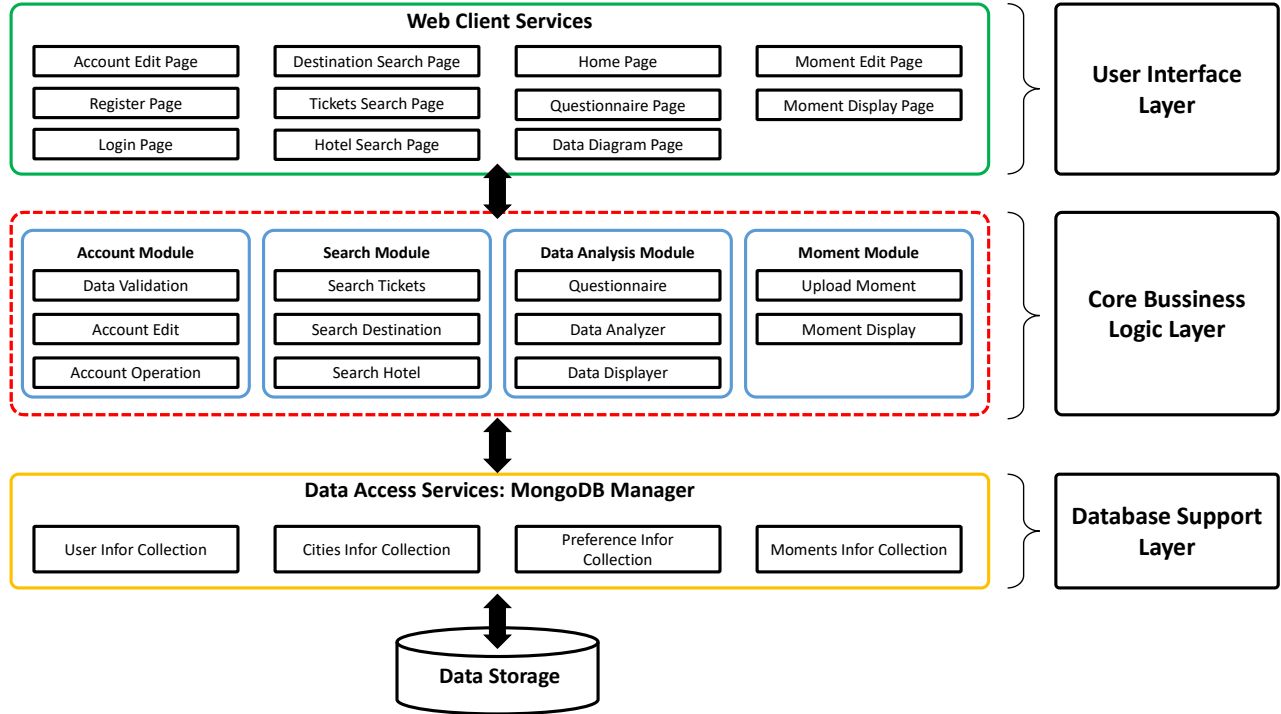 Web Client Services
Account Edit Page
Destination Search Page
Home Page
Moment Edit Page
Register Page
Tickets Search Page
Questionnaire Page
Moment Display Page
Login Page
Hotel Search Page
Data Diagram Page
User Interface
Layer
Account Module
Search Module
Data Analysis Module
Moment Module
Data Validation
Search Tickets
Questionnaire
Upload Moment
Account Edit
Search Destination
Data Analyzer
Moment Display
Account Operation
Search Hotel
Data Displayer
Core Bussiness
Logic Layer
Data Access Services: MongoDB Manager
User Infor Collection
Cities Infor Collection
Preference Infor
Collection
Moments Infor Collection
Database Support
Layer
Data Storage